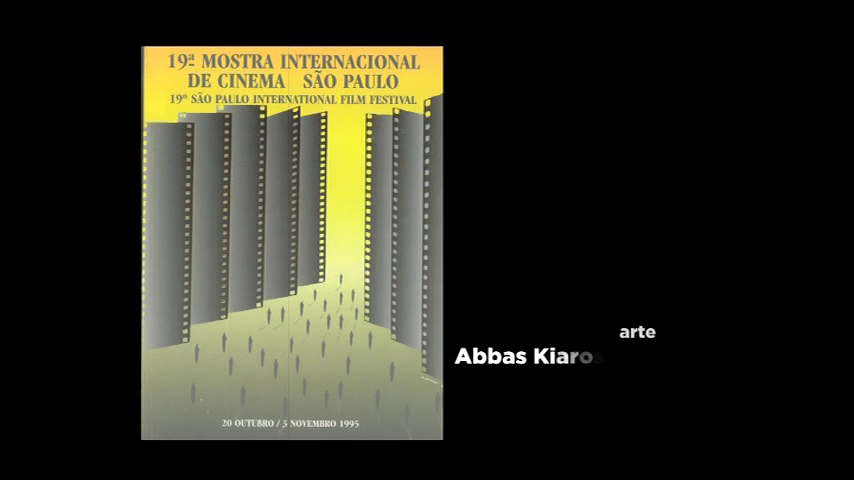 19ª MOSTRA INTERNACIONAL
DE CINEMA SÃO PAULO
19th SÃO PAULO INTERNATIONAL FILM FESTIVAL
20 OUTUBRO / 3 NOVEMBRO 1995
arte
Abbas Kiaros